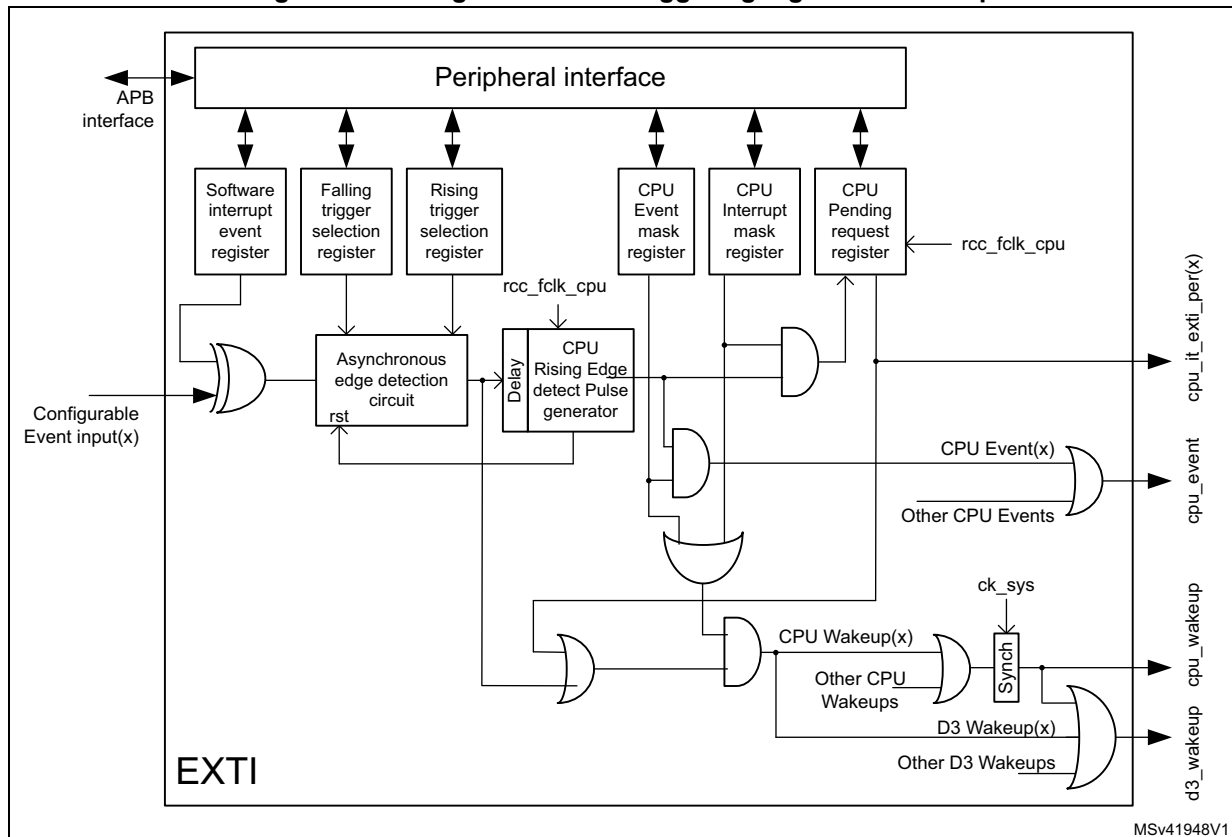 Peripheral interface
APB
interface
Software
interrupt
event
register
Falling
trigger
selection
register
Rising
trigger
selection
register
CPU
Event
mask
register
CPU
Interrupt
mask
register
CPU
Pending
request
register
rcc_fclk_cpu
rcc_fclk_cpu
cpu_it_exti_per(x)
Asynchronous
edge detection
circuit
rst
Delay
CPU
Rising Edge
detect Pulse
generator
Configurable
Event input(x)
CPU Event(x)
Other CPU Events
cpu_event
ck_sys
CPU Wakeup(x)
Other CPU
Wakeups
Synch
cpu_wakeup
D3 Wakeup(x)
Other D3 Wakeups
d3_wakeup
EXTI
MSv41948V1